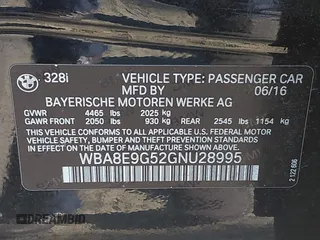 328i
VEHICLE TYPE: PASSENGER CAR
MFD BY
06/16
BAYERISCHE MOTOREN WERKE AG
GVWR 4465 lbs 2025 kg
GAWR FRONT 2050 lbs 930 kg REAR 2545 lbs 1154 kg
THIS VEHICLE CONFORMS TO ALL APPLICABLE U.S. FEDERAL MOTOR
VEHICLE SAFETY, BUMPER AND THEFT PREVENTION STANDARDS
IN EFFECT ON THE DATE OF MANUFACTURE SHOWN ABOVE.
WBA8E9G52GNU28995
DREAMBID